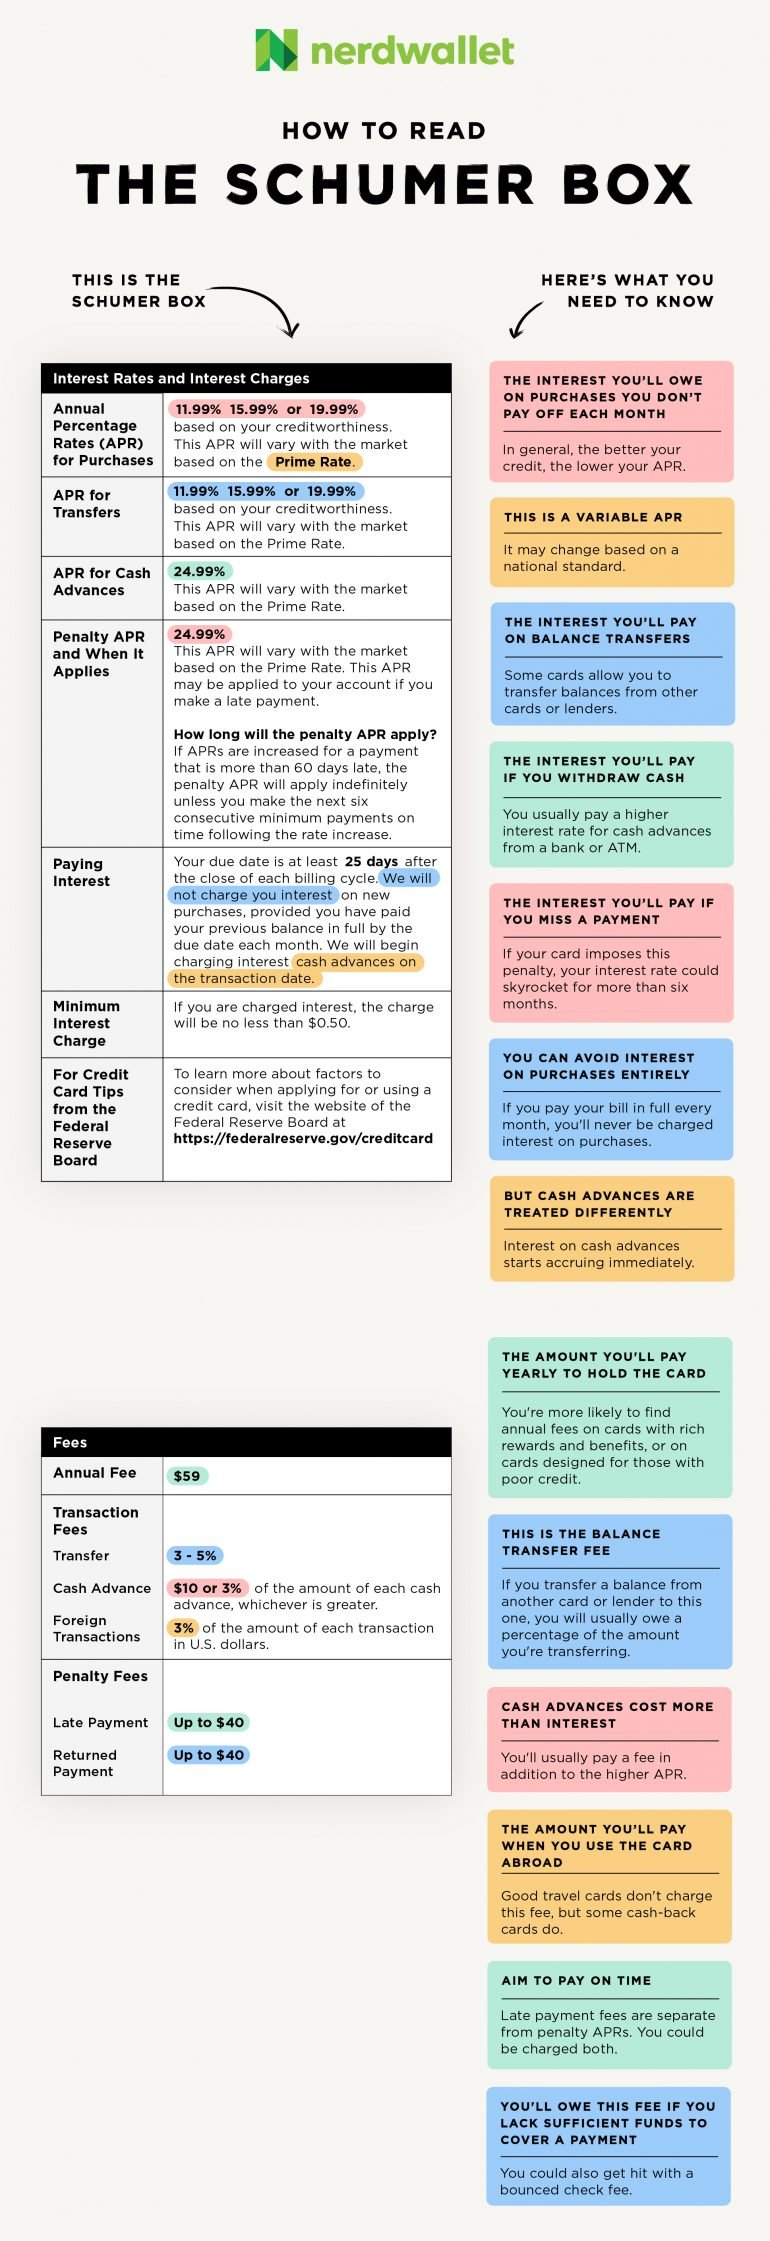 nerdwallet
HOW TO READ
THE SCHUMER BOX
THIS IS THE
SCHUMER BOX
HERE'S WHAT YOU
NEED TO KNOW
Interest Rates and Interest Charges
Annual
Percentage
Rates (APR)
for Purchases
11.99% 15.99% or 19.99%
based on your creditworthiness.
This APR will vary with the market
based on the Prime Rate.
APR for
Transfers
11.99% 15.99% or 19.99%
based on your creditworthiness.
This APR will vary with the market
based on the Prime Rate.
APR for Cash
Advances
24.99%
This APR will vary with the market
based on the Prime Rate.
Penalty APR
and When It
Applies
24.99%
This APR will vary with the market
based on the Prime Rate. This APR
may be applied to your account if you
make a late payment.
How long will the penalty APR apply?
If APRs are increased for a payment
that is more than 60 days late, the
penalty APR will apply indefinitely
unless you make the next six
consecutive minimum payments on
time following the rate increase.
Paying
Interest
Your due date is at least 25 days after
the close of each billing cycle. We will
not charge you interest on new
purchases, provided you have paid
your previous balance in full by the
due date each month. We will begin
charging interest cash advances on
the transaction date.
Minimum
Interest
Charge
If you are charged interest, the charge
will be no less than $0.50.
For Credit
Card Tips
from the
Federal
Reserve
Board
To learn more about factors to
consider when applying for or using a
credit card, visit the website of the
Federal Reserve Board at
https://federalreserve.gov/creditcard
THE INTEREST YOU'LL OWE
ON PURCHASES YOU DON'T
PAY OFF EACH MONTH
In general, the better your
credit, the lower your APR.
THIS IS A VARIABLE APR
It may change based on a
national standard.
THE INTEREST YOU'LL PAY
ON BALANCE TRANSFERS
Some cards allow you to
transfer balances from other
cards or lenders.
THE INTEREST YOU'LL PAY
IF YOU WITHDRAW CASH
You usually pay a higher
interest rate for cash advances
from a bank or ATM.
THE INTEREST YOU'LL PAY IF
YOU MISS A PAYMENT
If your card imposes this
penalty, your interest rate could
skyrocket for more than six
months.
YOU CAN AVOID INTEREST
ON PURCHASES ENTIRELY
If you pay your bill in full every
month, you'll never be charged
interest on purchases.
BUT CASH ADVANCES ARE
TREATED DIFFERENTLY
Interest on cash advances
starts accruing immediately.
Fees
Annual Fee
$59
Transaction
Fees
Transfer
3 - 5%
Cash Advance
$10 or 3% of the amount of each cash
advance, whichever is greater.
Foreign
Transactions
3% of the amount of each transaction
in U.S. dollars.
Penalty Fees
Late Payment
Up to $40
Returned
Payment
Up to $40
THE AMOUNT YOU'LL PAY
YEARLY TO HOLD THE CARD
You're more likely to find
annual fees on cards with rich
rewards and benefits, or on
cards designed for those with
poor credit.
THIS IS THE BALANCE
TRANSFER FEE
If you transfer a balance from
another card or lender to this
one, you will usually owe a
percentage of the amount
you're transferring.
CASH ADVANCES COST MORE
THAN INTEREST
You'll usually pay a fee in
addition to the higher APR.
THE AMOUNT YOU'LL PAY
WHEN YOU USE THE CARD
ABROAD
Good travel cards don't charge
this fee, but some cash-back
cards do.
AIM TO PAY ON TIME
Late payment fees are separate
from penalty APRs. You could
be charged both.
YOU'LL OWE THIS FEE IF YOU
LACK SUFFICIENT FUNDS TO
COVER A PAYMENT
You could also get hit with a
bounced check fee.